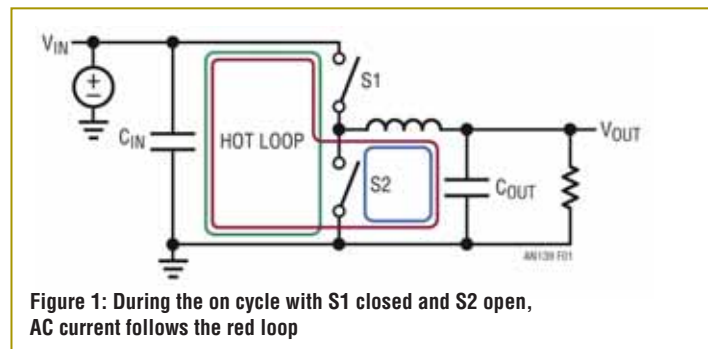 VIN
S1
CIN
HOT LOOP
VOUT
S2
COUT
AN139 F01
Figure 1: During the on cycle with S1 closed and S2 open,
AC current follows the red loop